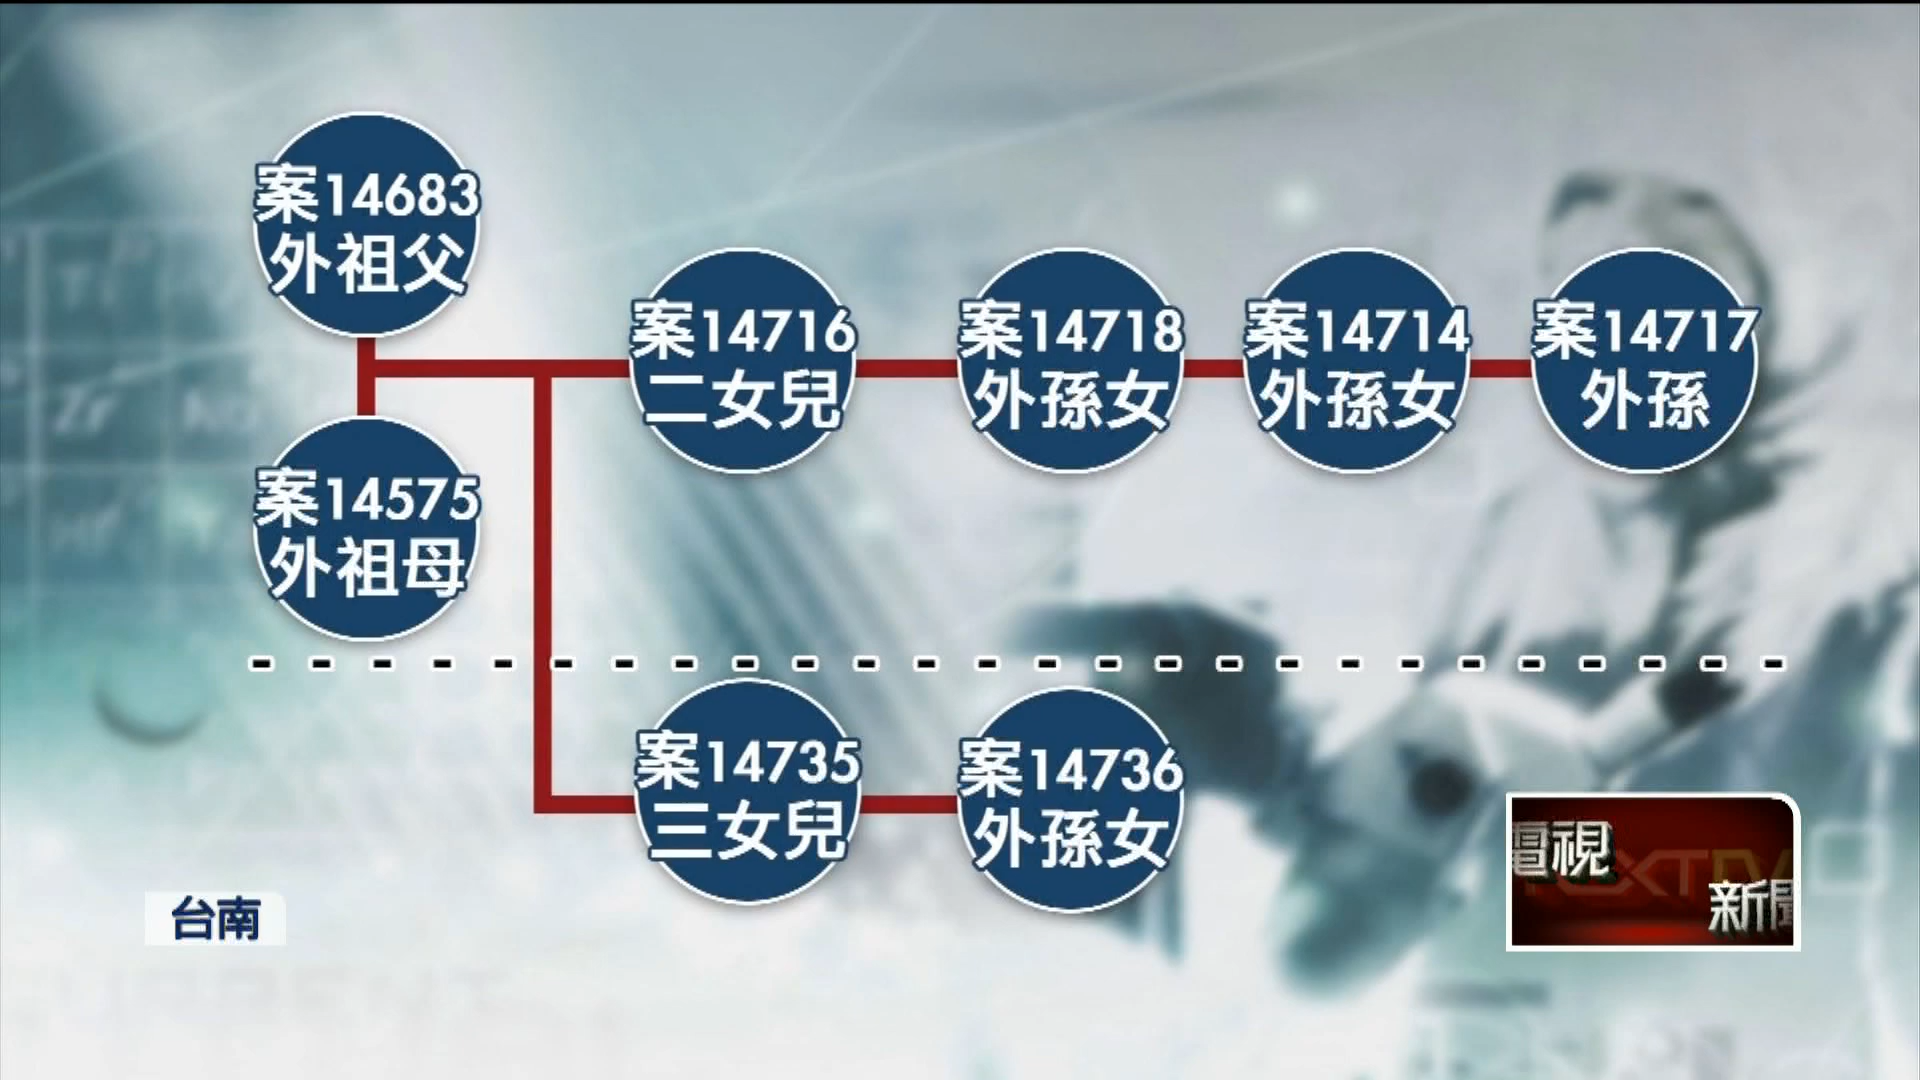 案14683
外祖父
案14716
二女兒
案14718
外孫女
案14714
外孫女
案14717
外孫
案14575
外祖母
案14735
三女兒
案14736
外孫女
台南
電視
新聞